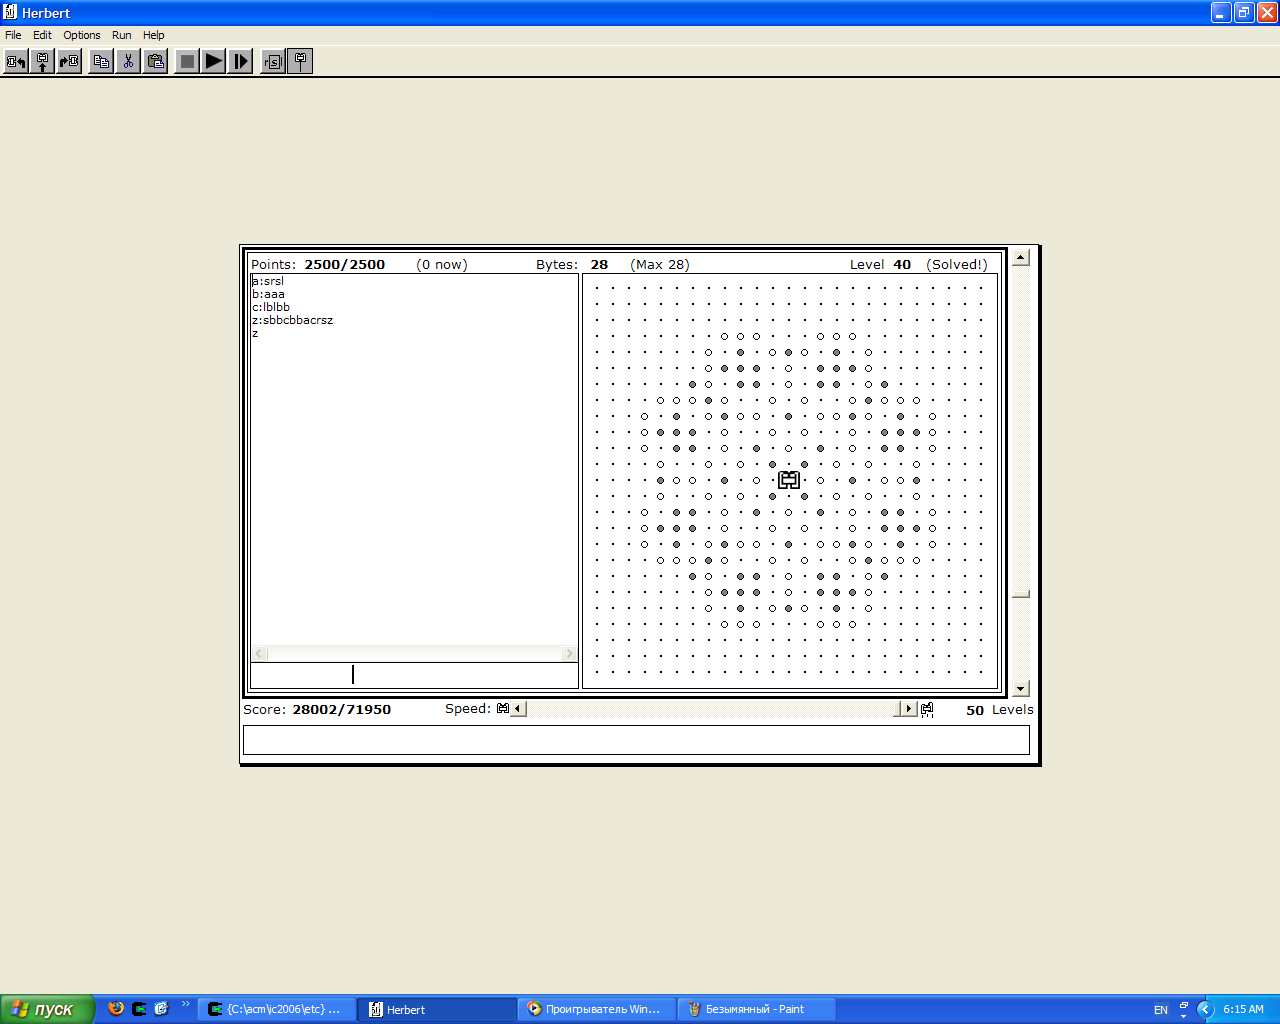 Herbert
File Edit Options Run Help
Points: 2500/2500 (0 now) Bytes: 28 (Max 28) Level 40 (Solved!)
a:srsl
b:aaa
c:lblbb
z:sbbcbbacrsz
z
Score: 28002/71950 Speed: 50 Levels
пуск {C:\acm\ic2006\etc} ... Herbert Проигрыватель Win... Безымянный - Paint EN 6:15 AM